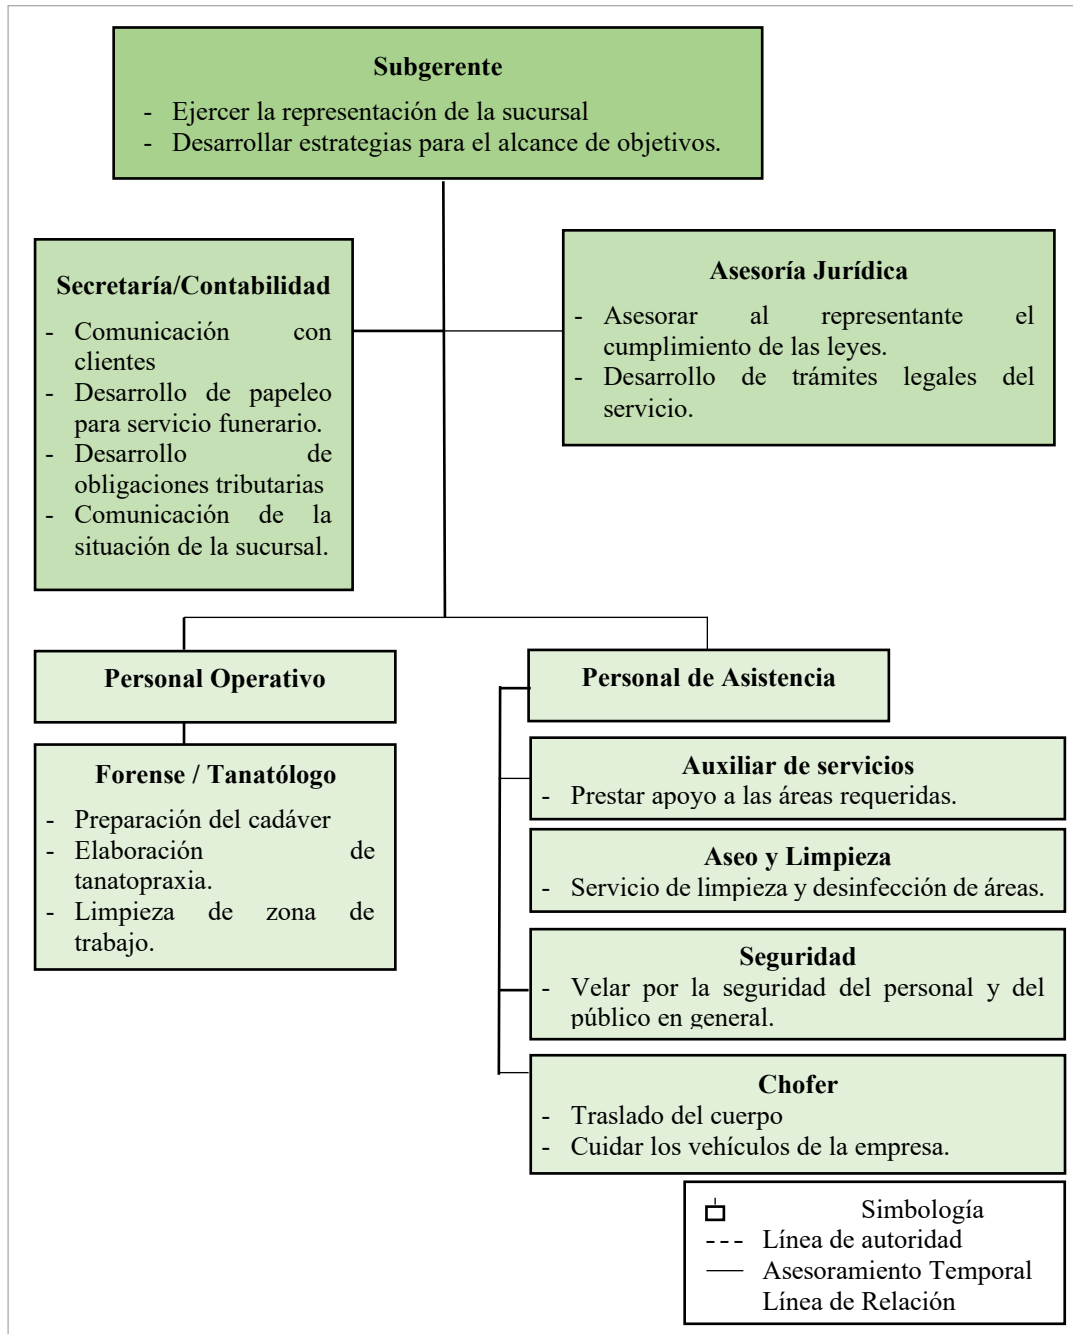 Subgerente
- Ejercer la representación de la sucursal
- Desarrollar estrategias para el alcance de objetivos.
Secretaría/Contabilidad
- Comunicación con
clientes
- Desarrollo de papeleo
para servicio funerario.
- Desarrollo de
obligaciones tributarias
- Comunicación de la
situación de la sucursal.
Asesoría Jurídica
- Asesorar al representante el
cumplimiento de las leyes.
- Desarrollo de trámites legales del
servicio.
Personal Operativo
Forense / Tanatólogo
- Preparación del cadáver
- Elaboración de
tanatopraxia.
- Limpieza de zona de
trabajo.
Personal de Asistencia
Auxiliar de servicios
- Prestar apoyo a las áreas requeridas.
Aseo y Limpieza
- Servicio de limpieza y desinfección de áreas.
Seguridad
- Velar por la seguridad del personal y del
público en general.
Chofer
- Traslado del cuerpo
- Cuidar los vehículos de la empresa.
Simbología
Línea de autoridad
Asesoramiento Temporal
Línea de Relación